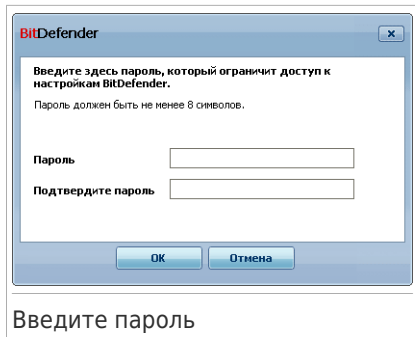 BitDefender
Введите здесь пароль, который ограничит доступ к
настройкам BitDefender.
Пароль должен быть не менее 8 символов.
Пароль
Подтвердите пароль
OK
Отмена
Введите пароль